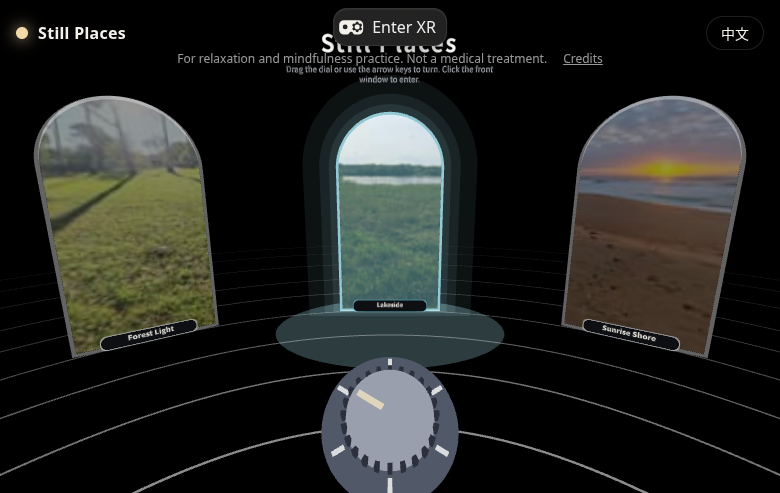 Still Places
Enter XR
中文
Still Places
For relaxation and mindfulness practice. Not a medical treatment. Credits
Drag the dial or use the arrow keys to turn. Click the front
window to enter.
Lakeside
Forest Light
Sunrise Shore